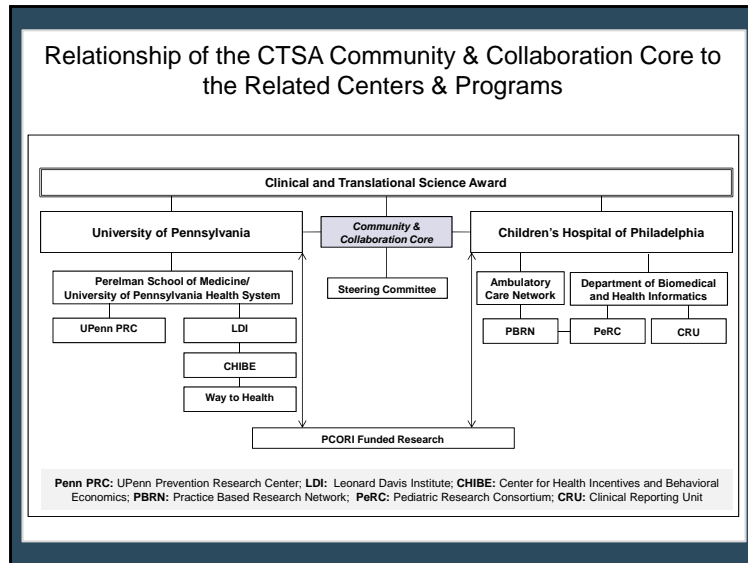 Relationship of the CTSA Community & Collaboration Core to
the Related Centers & Programs
Clinical and Translational Science Award
University of Pennsylvania
Community &
Collaboration Core
Children's Hospital of Philadelphia
Perelman School of Medicine/
University of Pennsylvania Health System
Steering Committee
Ambulatory
Care Network
Department of Biomedical
and Health Informatics
UPenn PRC
LDI
PBRN
PeRC
CRU
CHIBE
Way to Health
PCORI Funded Research
Penn PRC: UPenn Prevention Research Center; LDI: Leonard Davis Institute; CHIBE: Center for Health Incentives and Behavioral
Economics; PBRN: Practice Based Research Network; PeRC: Pediatric Research Consortium; CRU: Clinical Reporting Unit